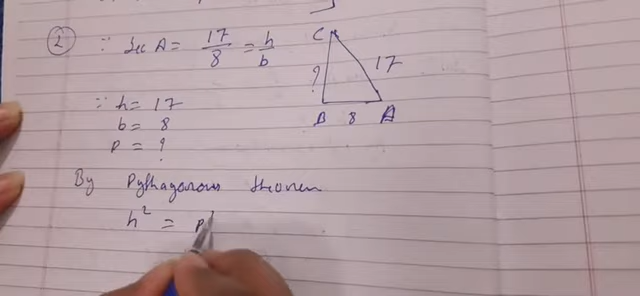 ② ∵ Sec A = 17/8 = h/b
C
?
17
B 8 A
∵ h = 17
b = 8
P = ?
By Pythagorous theorem
h² = p